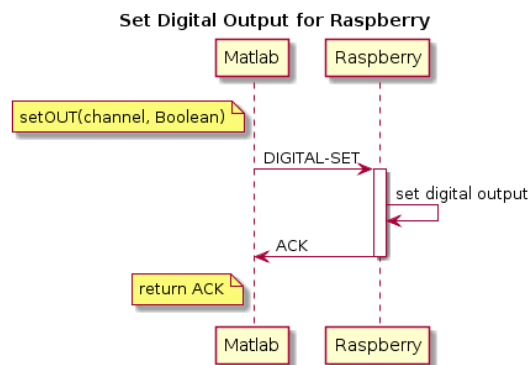 Set Digital Output for Raspberry
Matlab Raspberry
setOUT(channel, Boolean)
DIGITAL-SET
set digital output
ACK
return ACK
Matlab Raspberry